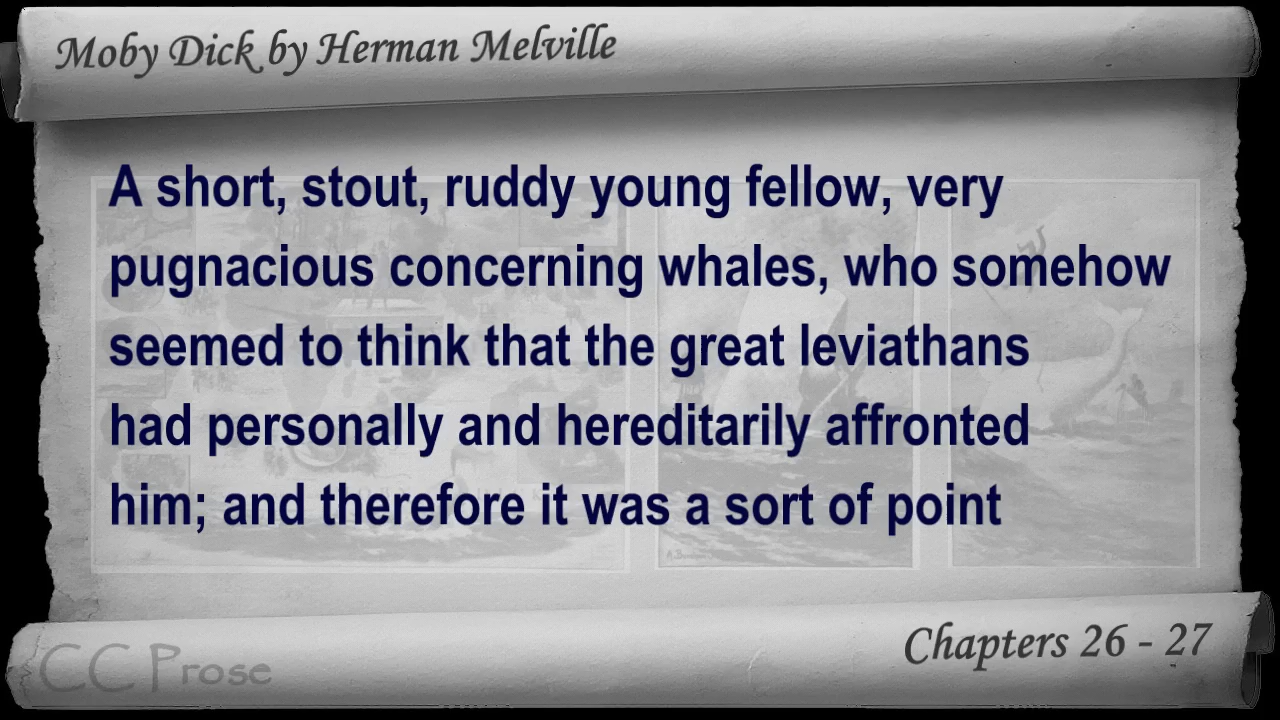 Moby Dick by Herman Melville
A short, stout, ruddy young fellow, very
pugnacious concerning whales, who somehow
seemed to think that the great leviathans
had personally and hereditarily affronted
him; and therefore it was a sort of point
Chapters 26 - 27
CC Prose